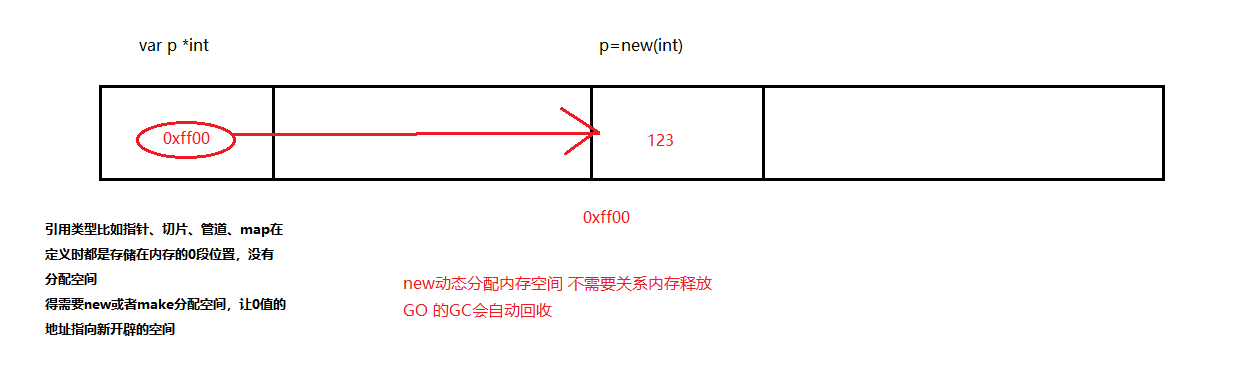 var p *int
p=new(int)
0xff00
123
0xff00
引用类型比如指针、切片、管道、map在
定义时都是存储在内存的0段位置，没有
分配空间
得需要new或者make分配空间，让0值的
地址指向新开辟的空间
new动态分配内存空间 不需要关系内存释放
GO 的GC会自动回收